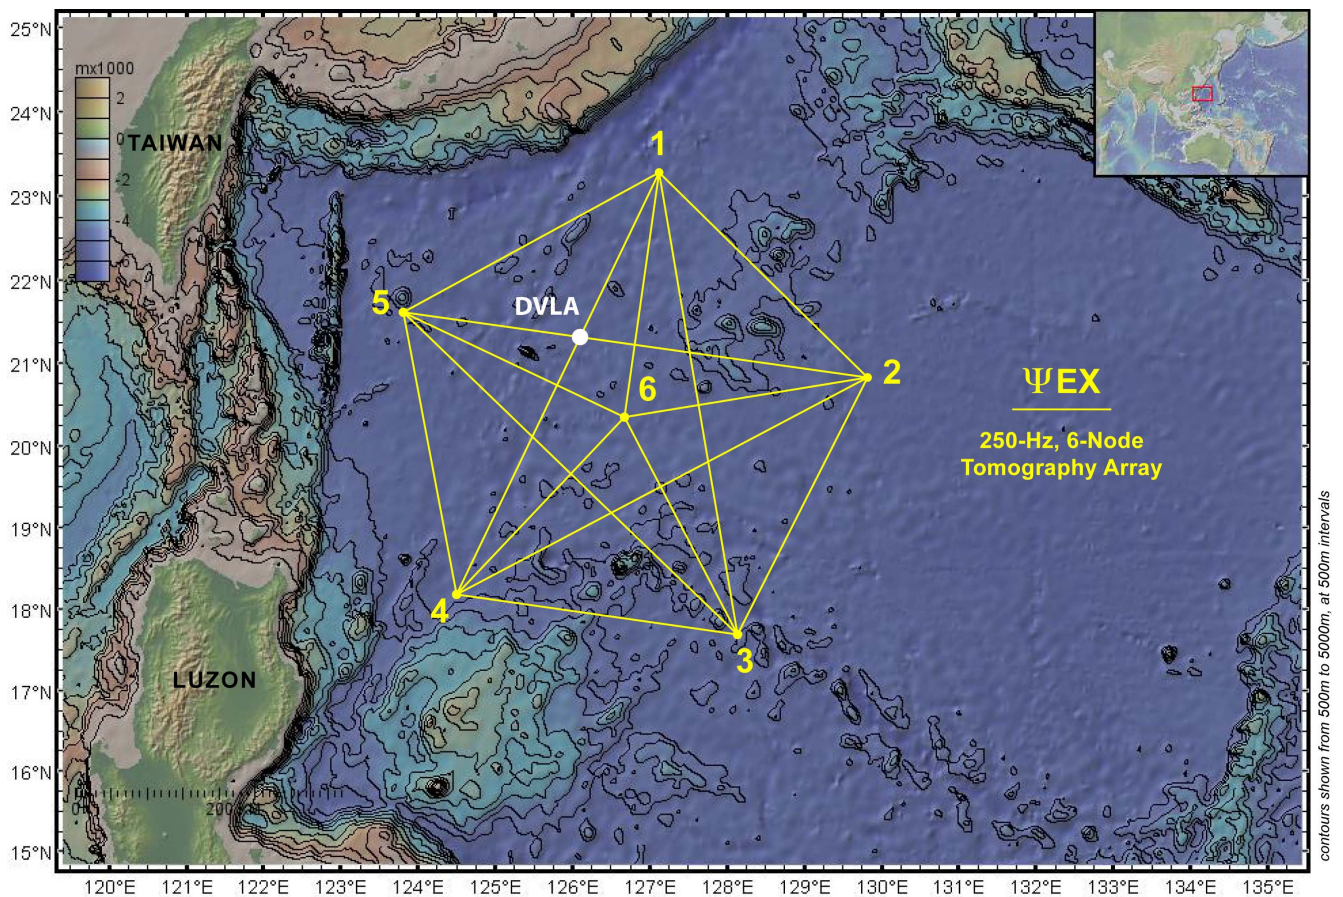 25°N
24°N
23°N
22°N
21°N
20°N
19°N
18°N
17°N
16°N
15°N
mx1000
2
0
-2
-4
TAIWAN
1
5
DVLA
2
6
ΨEX
250-Hz, 6-Node
Tomography Array
4
3
LUZON
120°E 121°E 122°E 123°E 124°E 125°E 126°E 127°E 128°E 129°E 130°E 131°E 132°E 133°E 134°E 135°E
contours shown from 500m to 5000m, at 500m intervals